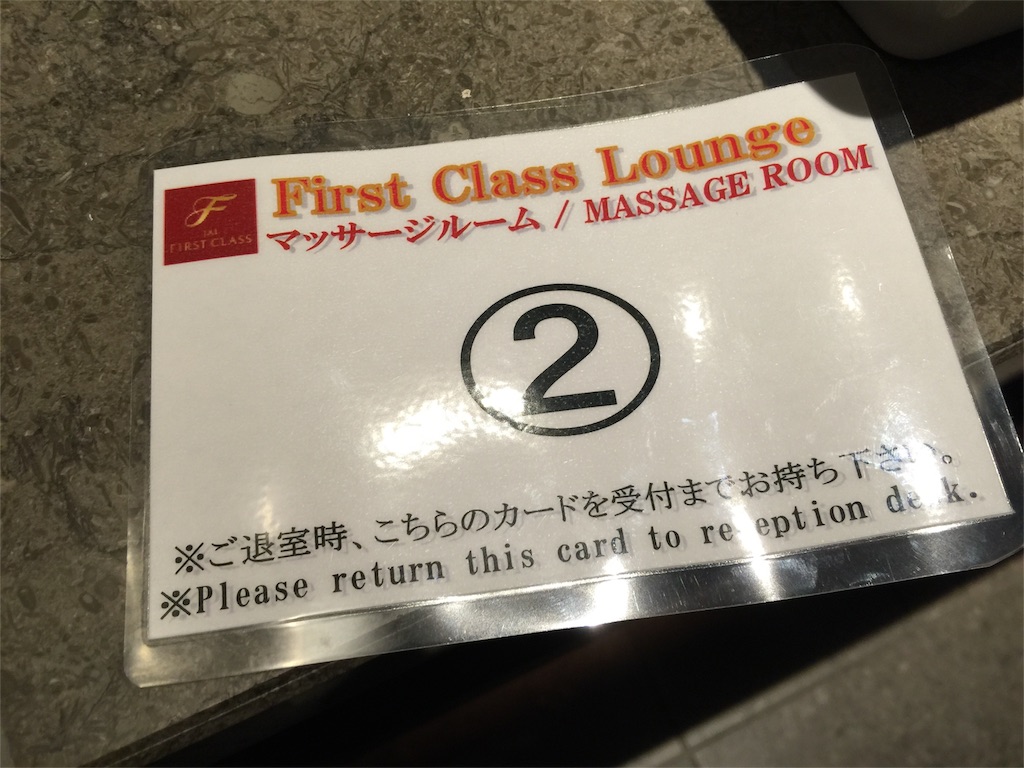 F
JAL
FIRST CLASS
First Class Lounge
マッサージルーム / MASSAGE ROOM
②
※ご退室時、こちらのカードを受付までお持ち下さい。
※Please return this card to reception desk.